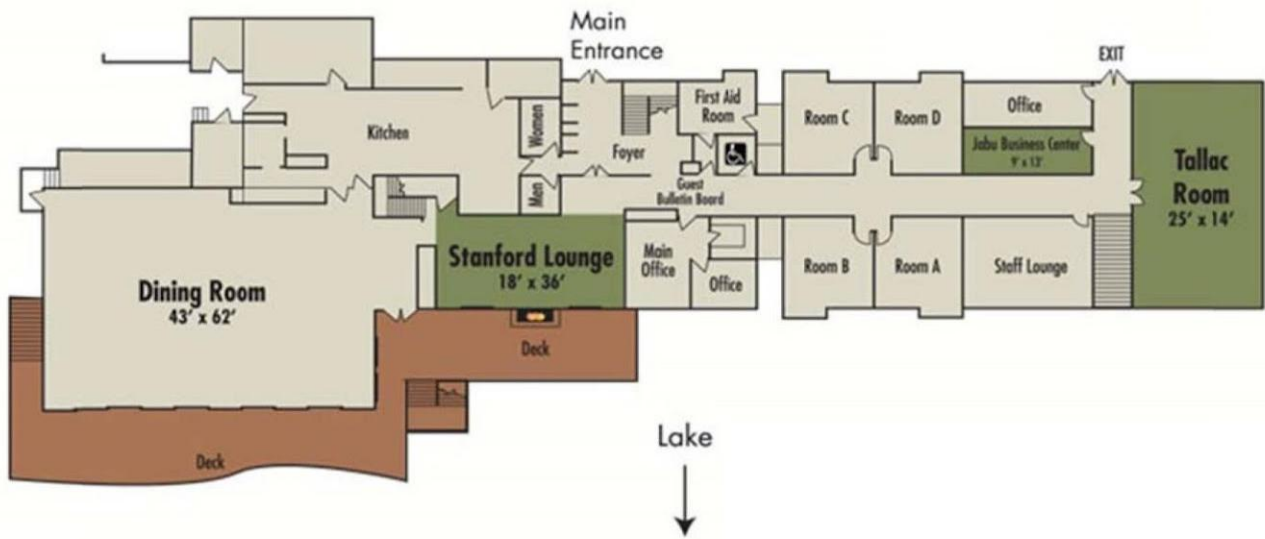 Main
Entrance
EXIT
First Aid
Room
Room C
Room D
Office
Women
Kitchen
Foyer
Jabu Business Center
9' x 13'
Tallac
Room
25' x 14'
Men
Guest
Bulletin Board
Stanford Lounge
18' x 36'
Main
Office
Office
Room B
Room A
Staff Lounge
Dining Room
43' x 62'
Deck
Lake
Deck